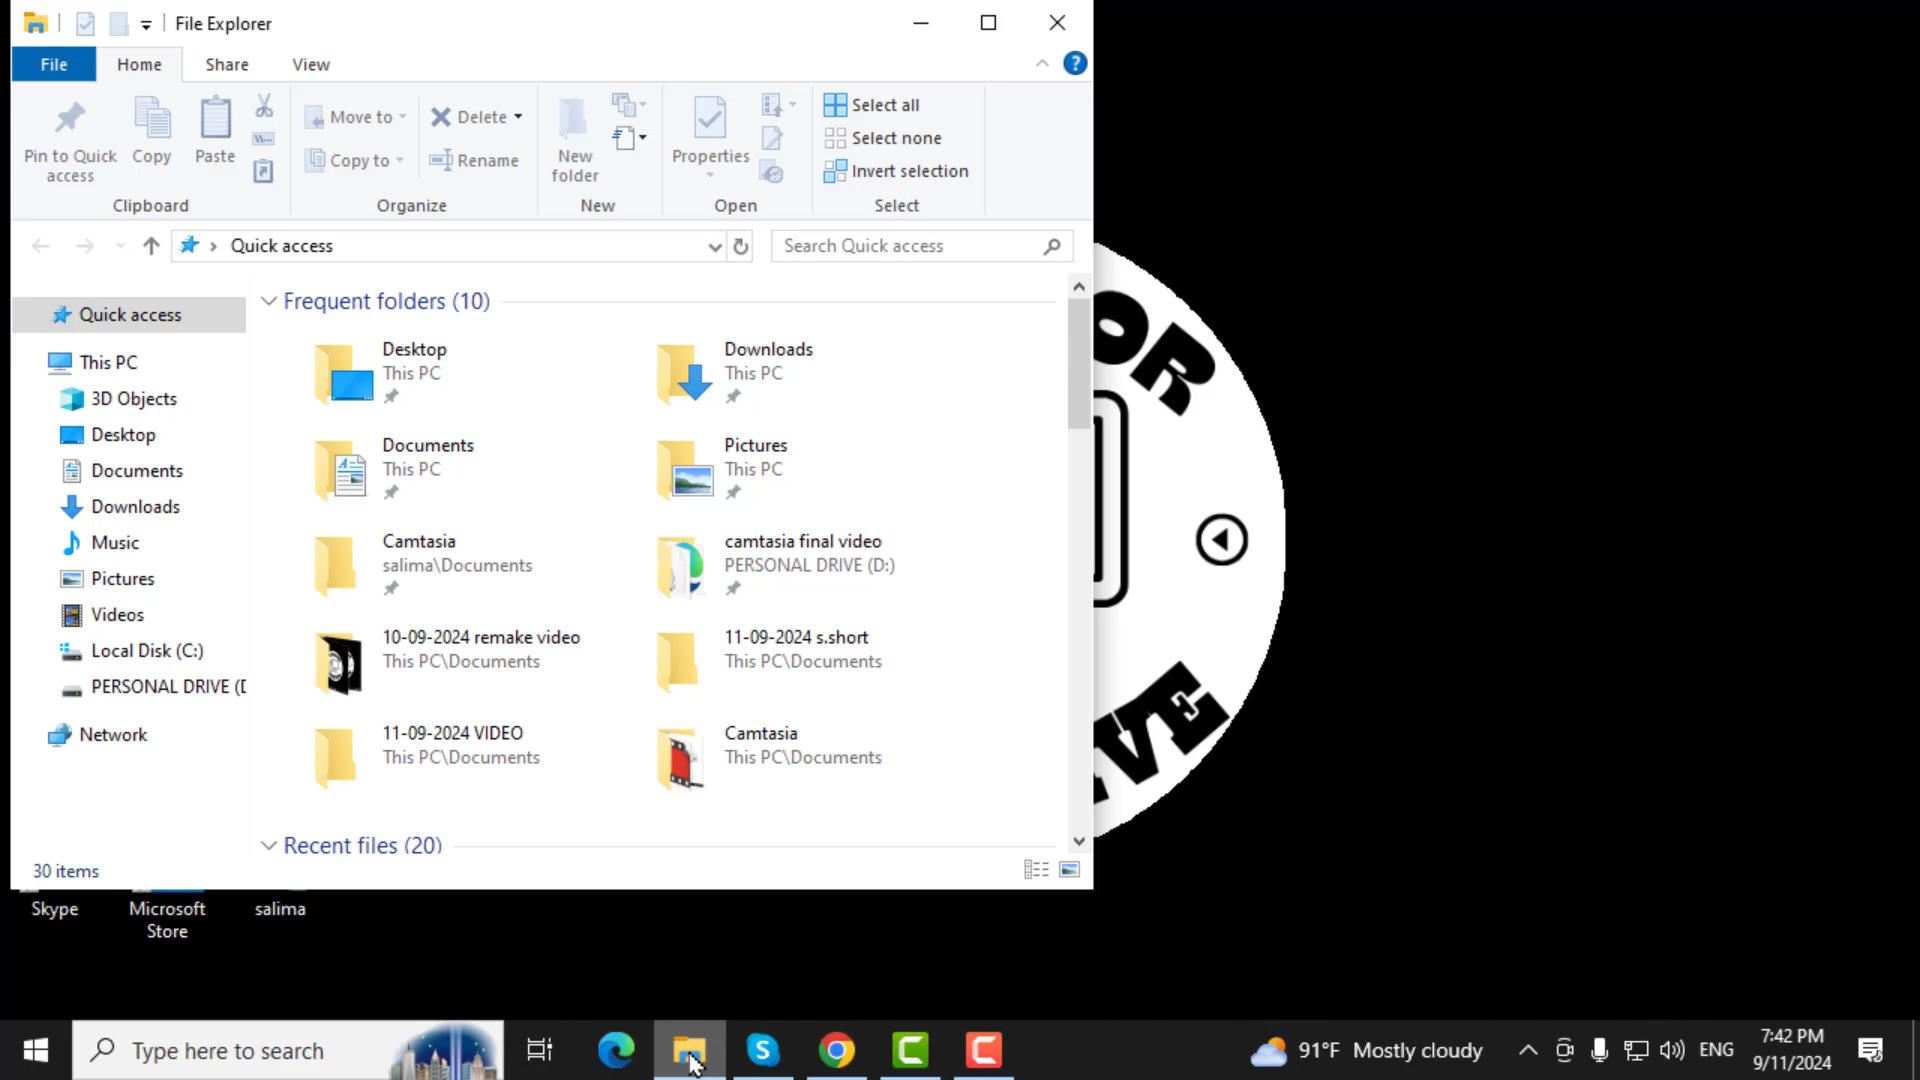 File Explorer
File Home Share View
Pin to Quick access
Copy
Paste
Move to
Copy to
Delete
Rename
New folder
Properties
Select all
Select none
Invert selection
Clipboard Organize New Open Select
Quick access
Search Quick access
Quick access
This PC
3D Objects
Desktop
Documents
Downloads
Music
Pictures
Videos
Local Disk (C:)
PERSONAL DRIVE (D
Network
Frequent folders (10)
Desktop
This PC
Downloads
This PC
Documents
This PC
Pictures
This PC
Camtasia
salima\Documents
camtasia final video
PERSONAL DRIVE (D:)
10-09-2024 remake video
This PC\Documents
11-09-2024 s.short
This PC\Documents
11-09-2024 VIDEO
This PC\Documents
Camtasia
This PC\Documents
Recent files (20)
30 items
OR
VE
Skype
Microsoft Store
salima
Type here to search
91°F Mostly cloudy
ENG
7:42 PM
9/11/2024